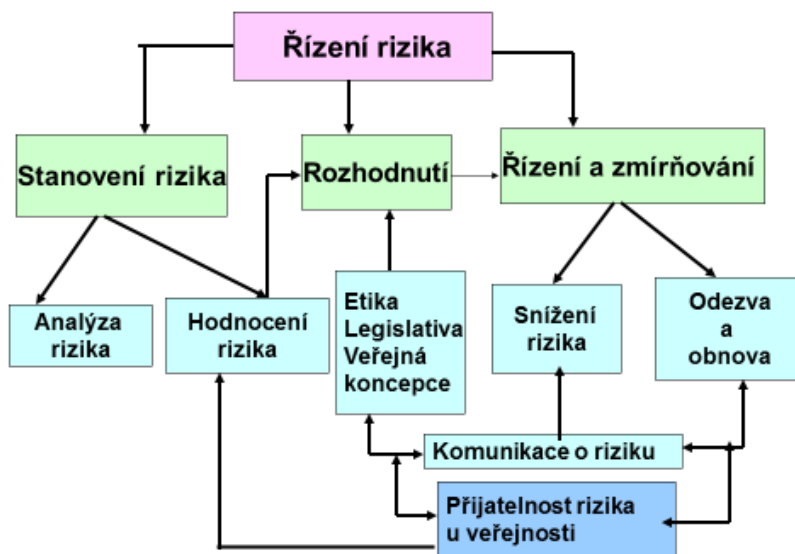 Řízení rizika
Stanovení rizika
Rozhodnutí
Řízení a zmírňování
Analýza
rizika
Hodnocení
rizika
Etika
Legislativa
Veřejná
koncepce
Snížení
rizika
Odezva
a
obnova
Komunikace o riziku
Přijatelnost rizika
u veřejnosti